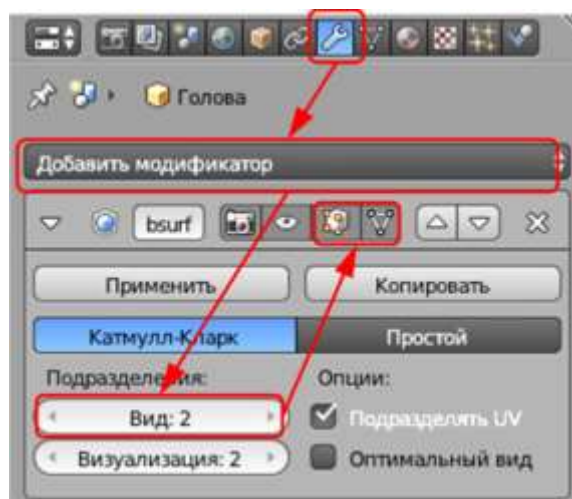 Голова
Добавить модификатор
bsurf
Применить Копировать
Катмулл-Кларк Простой
Подразделения: Опции:
Вид: 2 Подразделять UV
Визуализация: 2 Оптимальный вид